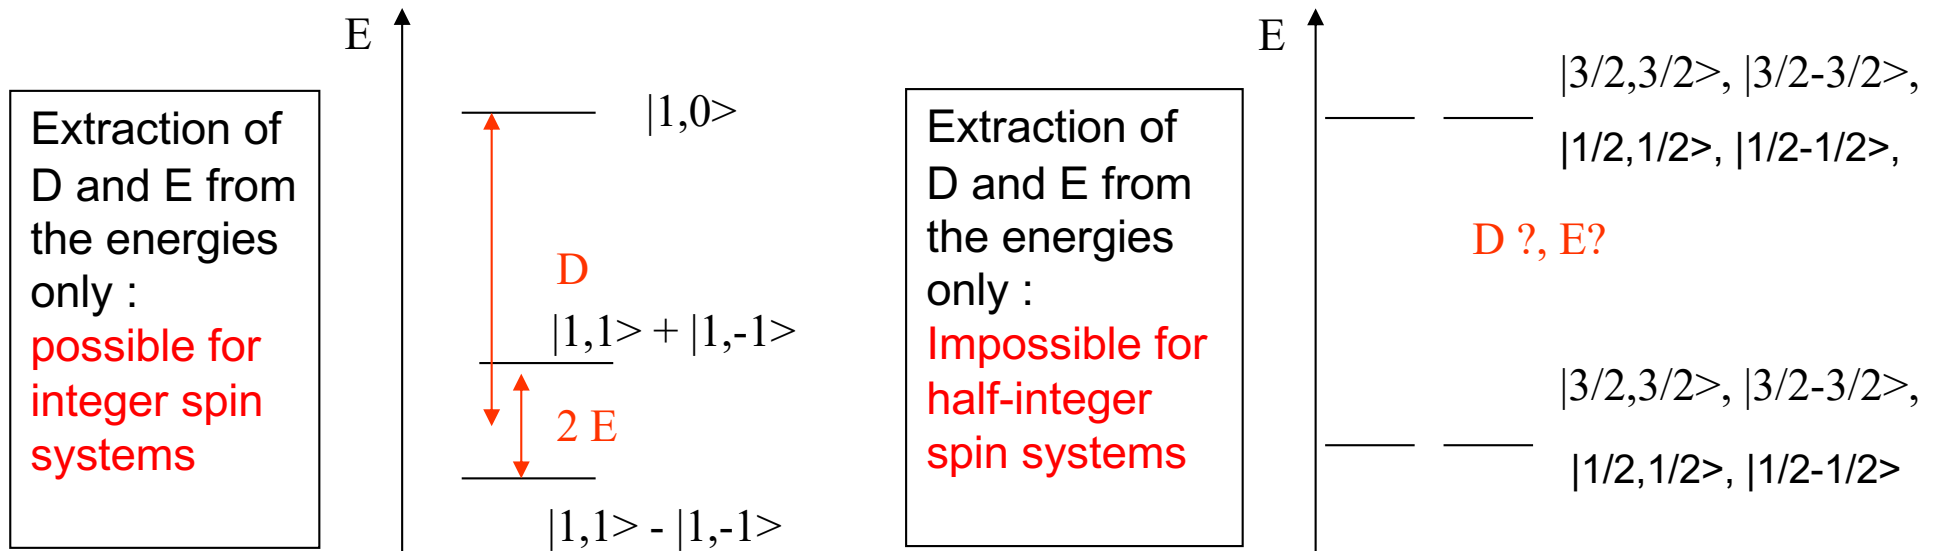 Extraction of
D and E from
the energies
only :
possible for
integer spin
systems
E
|1,0>
D
|1,1> + |1,-1>
2 E
|1,1> - |1,-1>
Extraction of
D and E from
the energies
only :
Impossible for
half-integer
spin systems
E
|3/2,3/2>, |3/2-3/2>,
|1/2,1/2>, |1/2-1/2>,
D ?, E?
|3/2,3/2>, |3/2-3/2>,
|1/2,1/2>, |1/2-1/2>